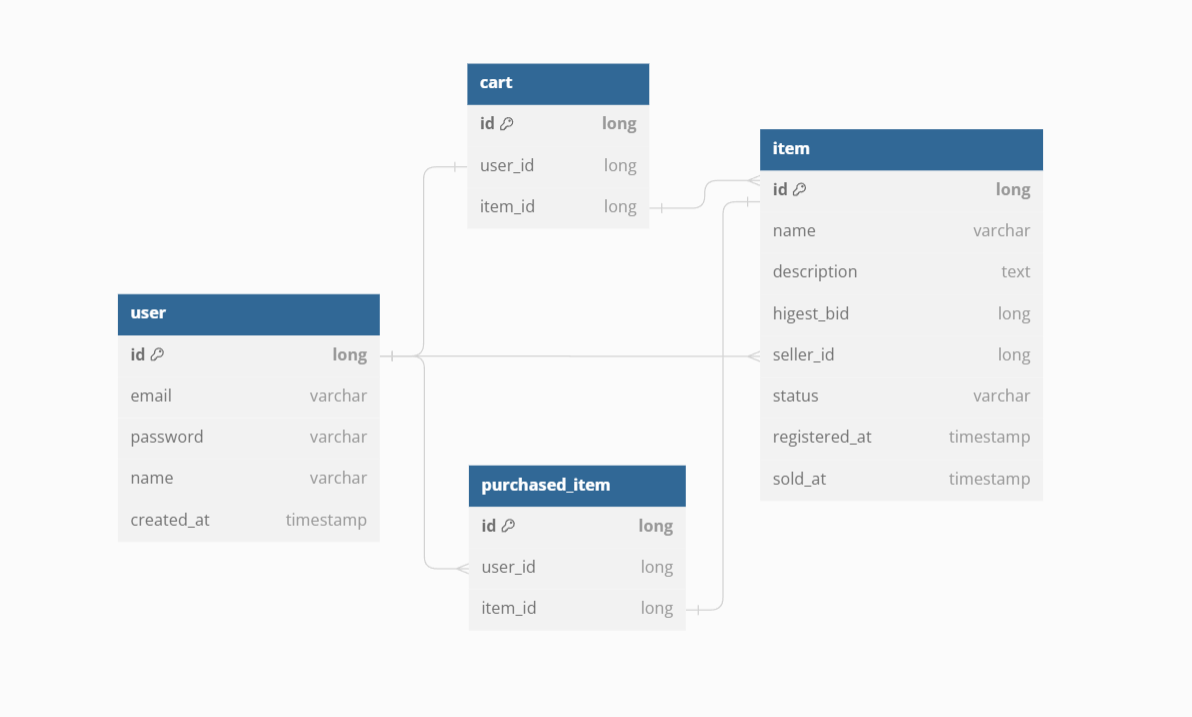 cart
id long
user_id long
item_id long
item
id long
name varchar
description text
higest_bid long
seller_id long
status varchar
registered_at timestamp
sold_at timestamp
user
id long
email varchar
password varchar
name varchar
created_at timestamp
purchased_item
id long
user_id long
item_id long